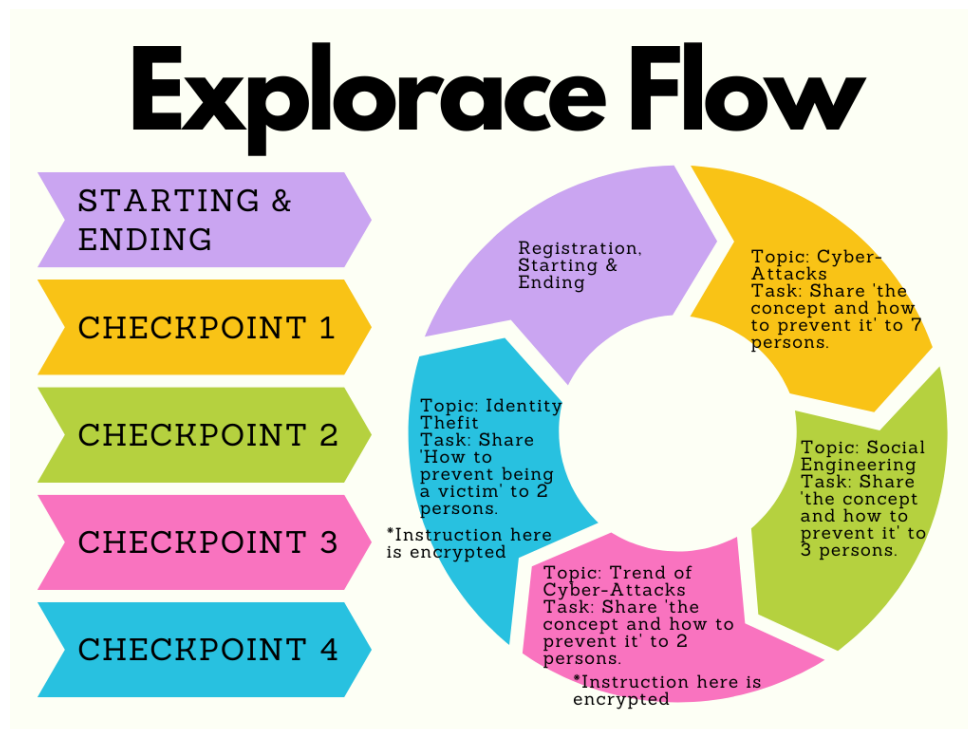 Explorace Flow
STARTING &
ENDING
CHECKPOINT 1
CHECKPOINT 2
CHECKPOINT 3
CHECKPOINT 4
Registration,
Starting &
Ending
Topic: Cyber-
Attacks
Task: Share 'the
concept and how
to prevent it' to 7
persons.
Topic: Social
Engineering
Task: Share
'the concept
and how to
prevent it' to
3 persons.
Topic: Trend of
Cyber-Attacks
Task: Share 'the
concept and how to
prevent it' to 2
persons.
*Instruction here is
encrypted
Topic: Identity
Thefit
Task: Share
'How to
prevent being
a victim' to 2
persons.
*Instruction here
is encrypted